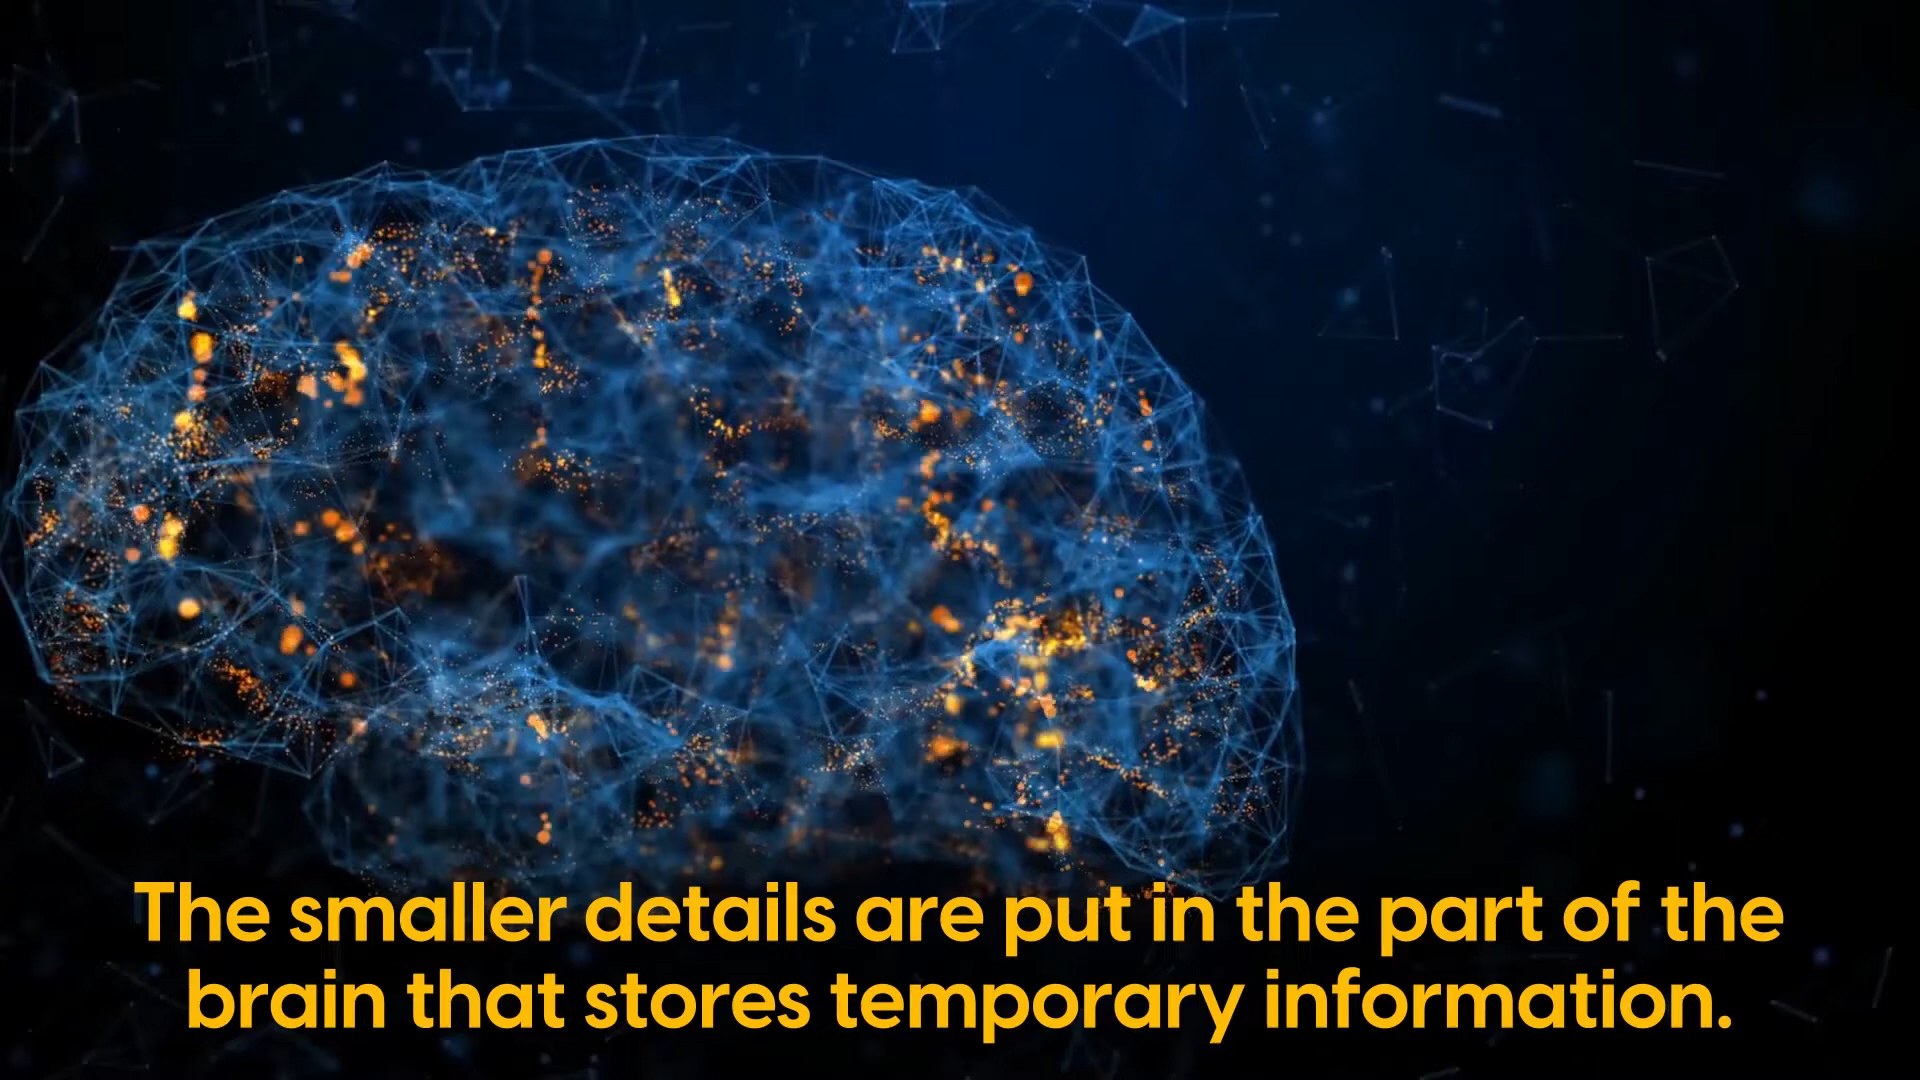 The smaller details are put in the part of the
brain that stores temporary information.